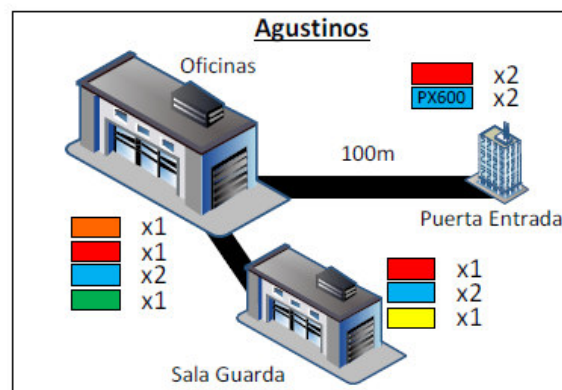 Agustinos
Oficinas
x2
PX600 x2
100m
Puerta Entrada
x1
x1
x2
x1
x1
x2
x1
Sala Guarda